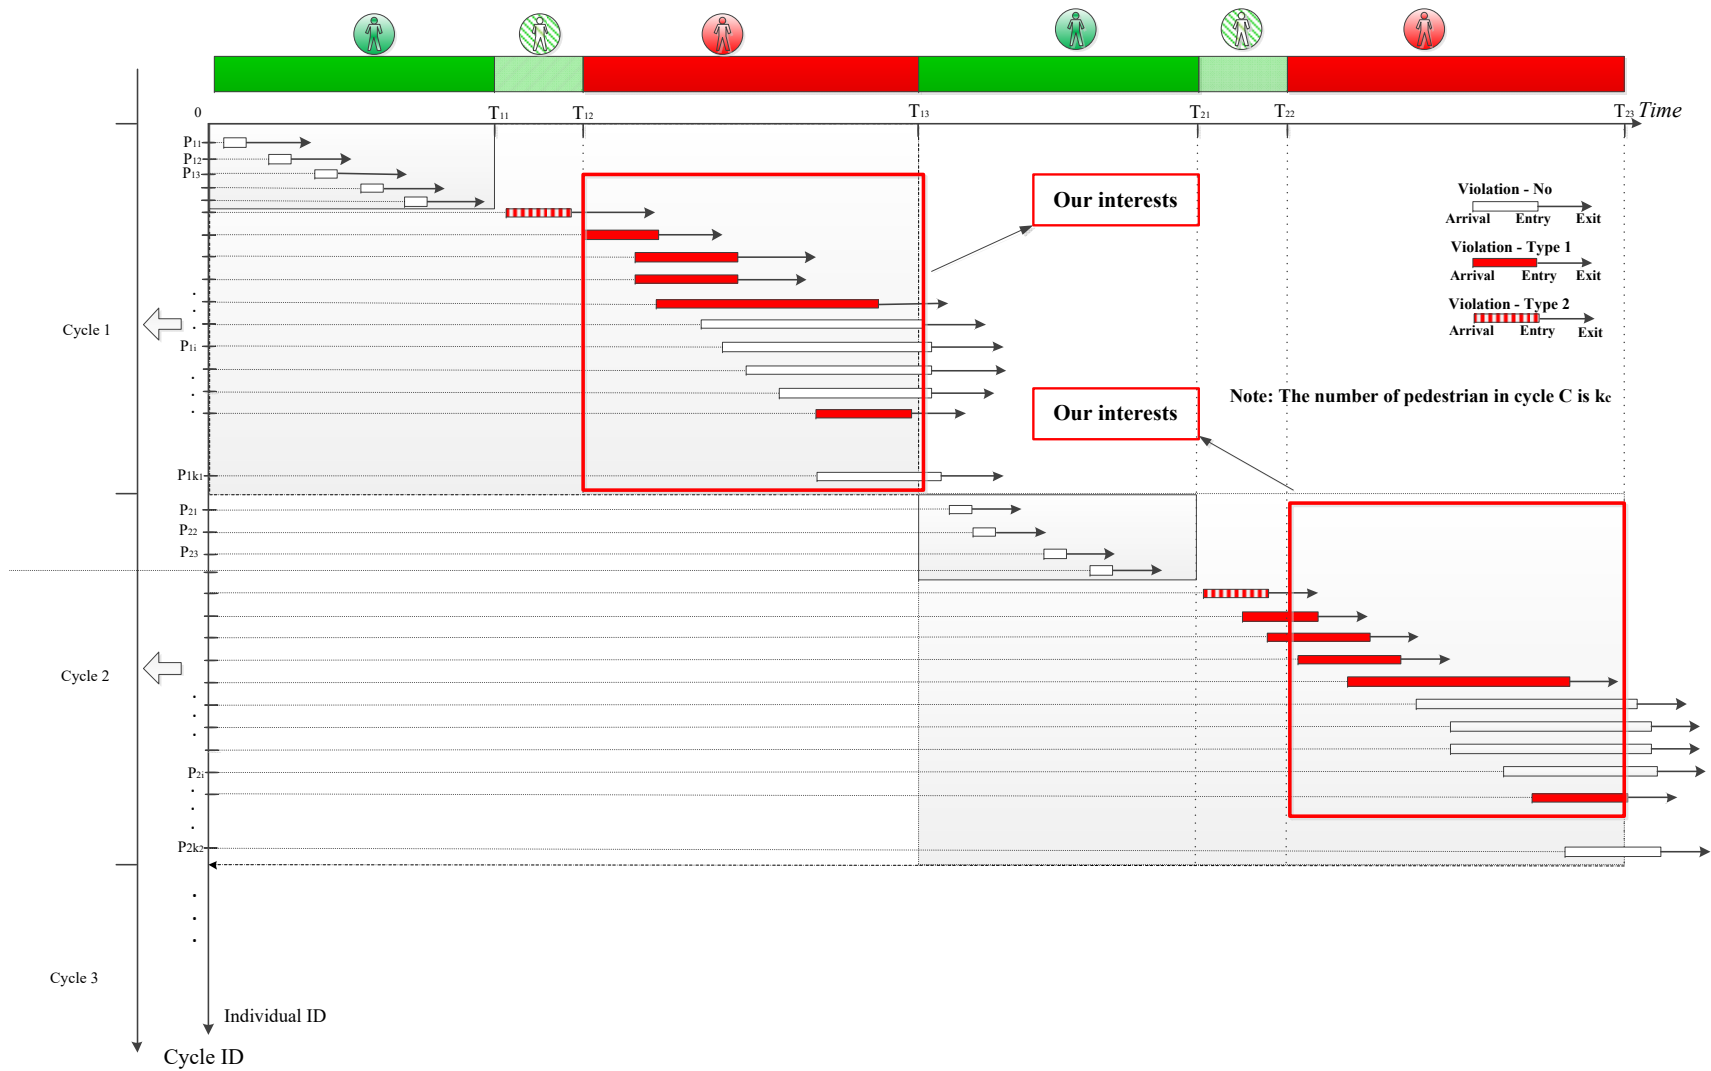 0
T11
T12
T13
T21
T22
T23 Time
P11
P12
P13
Our interests
Violation - No
Arrival Entry Exit
Violation - Type 1
Arrival Entry Exit
Violation - Type 2
Arrival Entry Exit
Cycle 1
P1i
Our interests
Note: The number of pedestrian in cycle C is kc
P1k1
P21
P22
P23
Cycle 2
P2i
P2k2
Cycle 3
Individual ID
Cycle ID